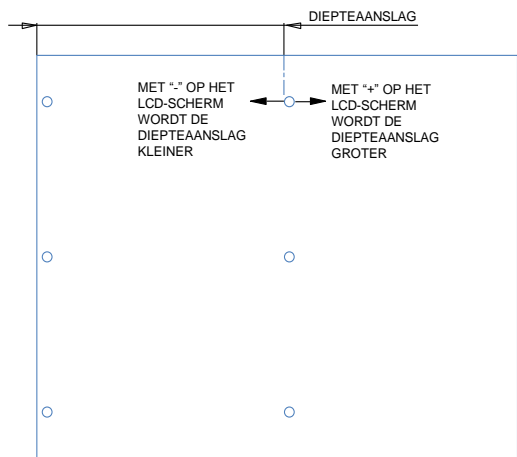 DIEPTEAANSLAG
MET “-” OP HET
LCD-SCHERM
WORDT DE
DIEPTEAANSLAG
KLEINER
MET “+” OP HET
LCD-SCHERM
WORDT DE
DIEPTEAANSLAG
GROTER